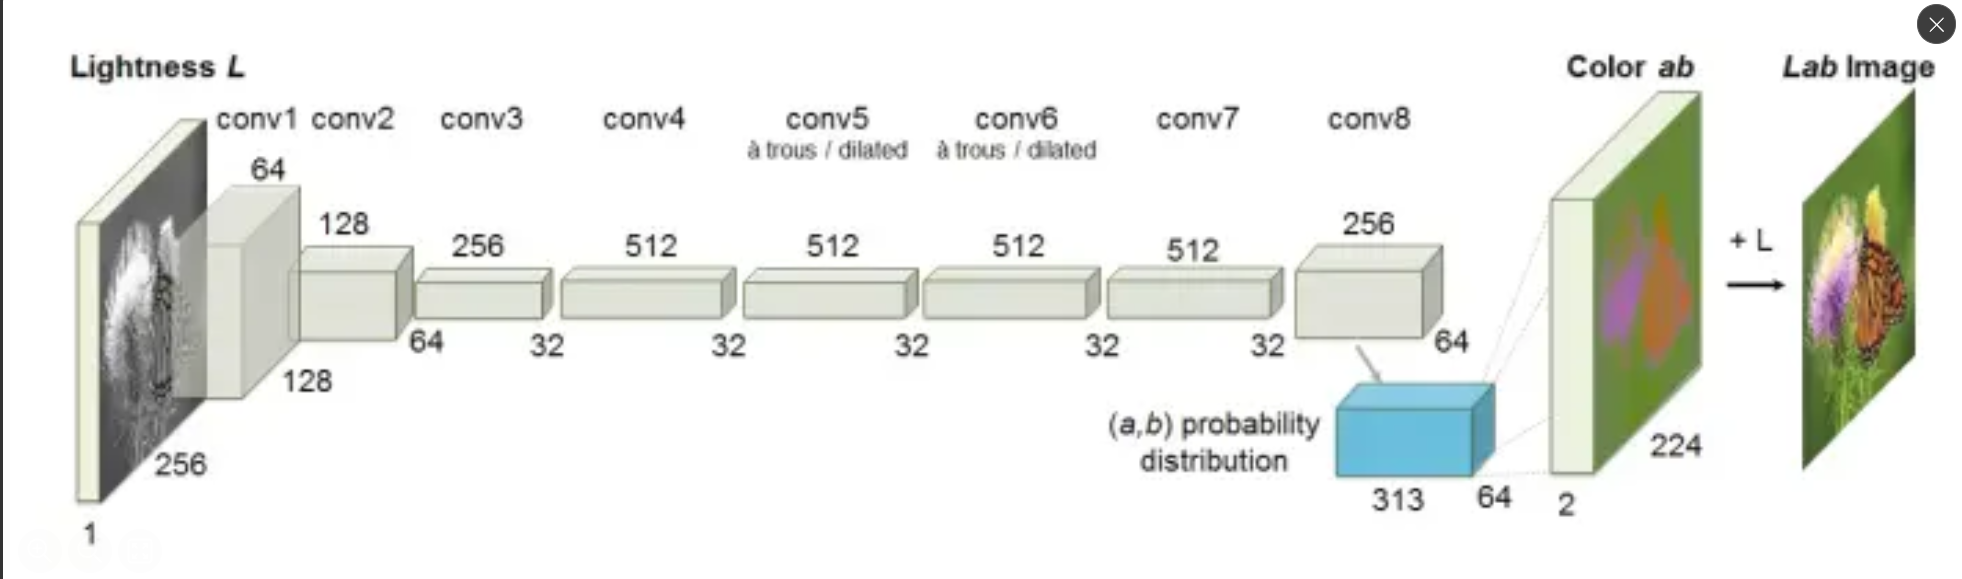 Lightness L
Color ab
Lab Image
conv1
conv2
conv3
conv4
conv5
à trous / dilated
conv6
à trous / dilated
conv7
conv8
64
128
256
512
512
512
512
256
128
64
32
32
32
32
32
64
256
1
+ L
(a,b) probability
distribution
313
64
2
224